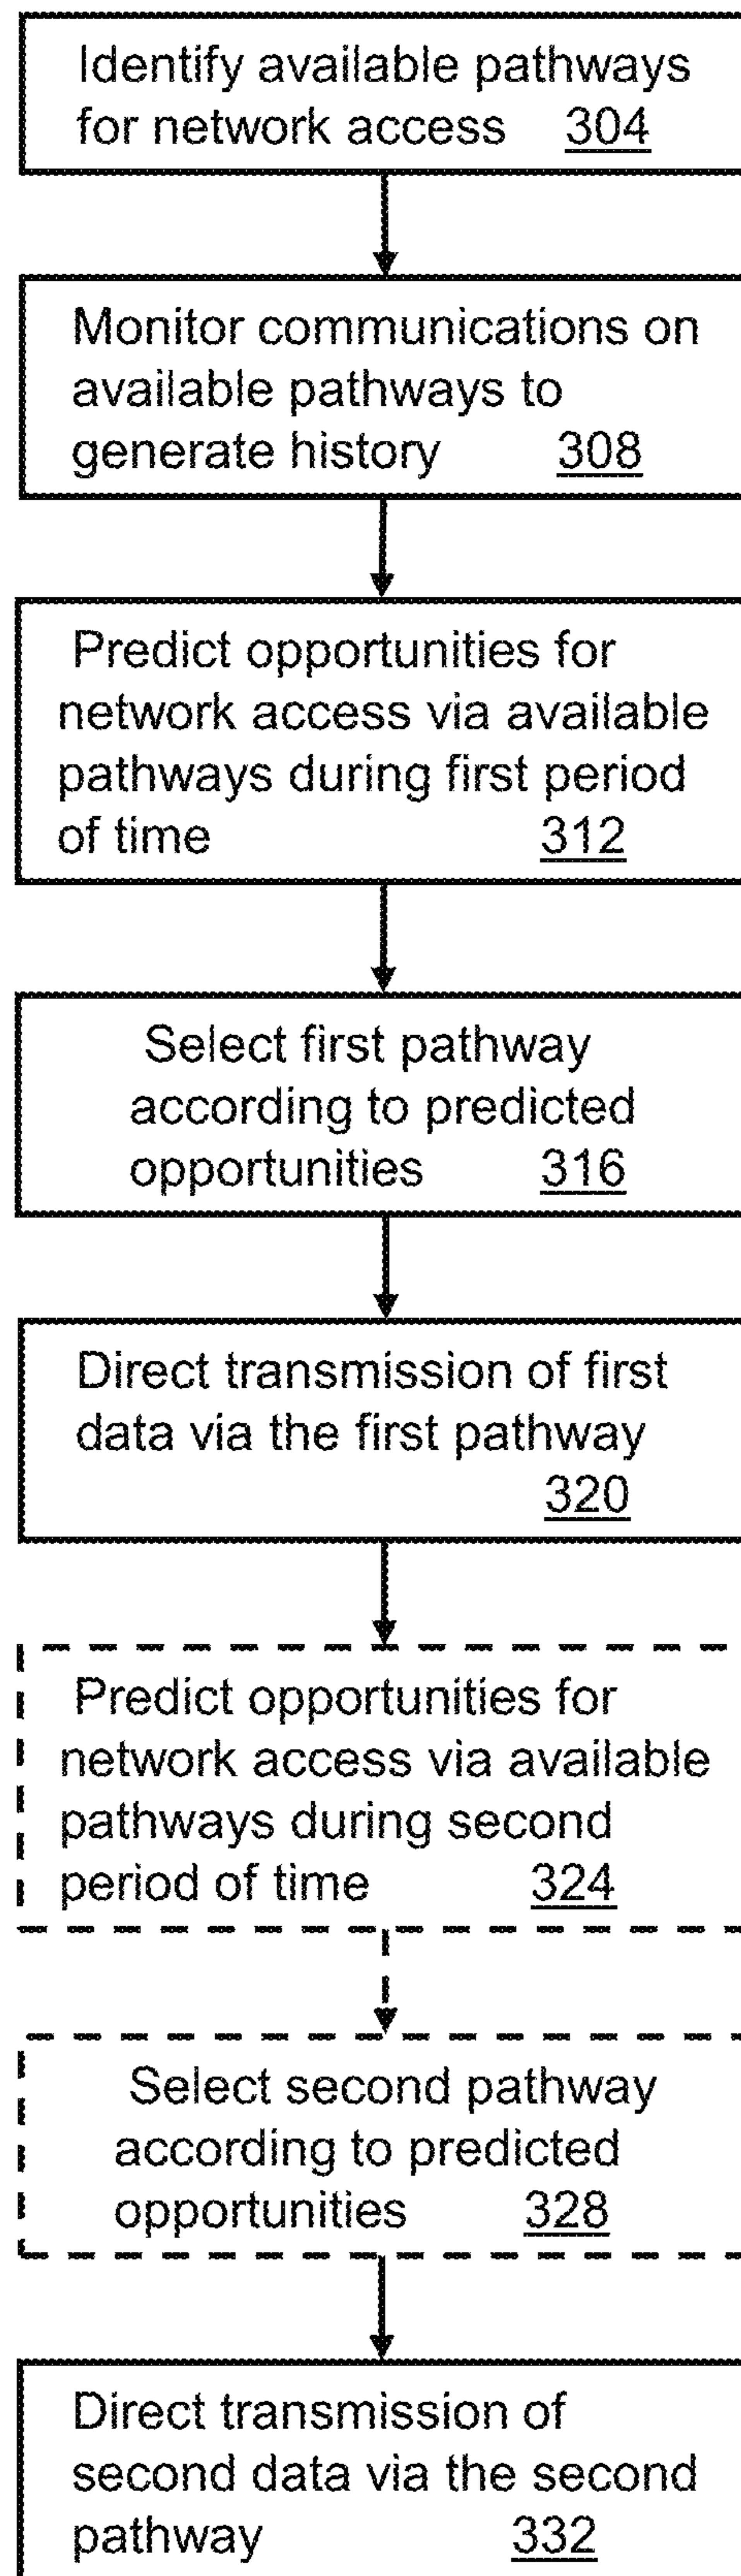 Identify available pathways
for network access 304
Monitor communications on
available pathways to
generate history 308
Predict opportunities for
network access via available
pathways during first period
of time 312
Select first pathway
according to predicted
opportunities 316
Direct transmission of first
data via the first pathway
320
Predict opportunities for
network access via available
pathways during second
period of time 324
Select second pathway
according to predicted
opportunities 328
Direct transmission of
second data via the second
pathway 332